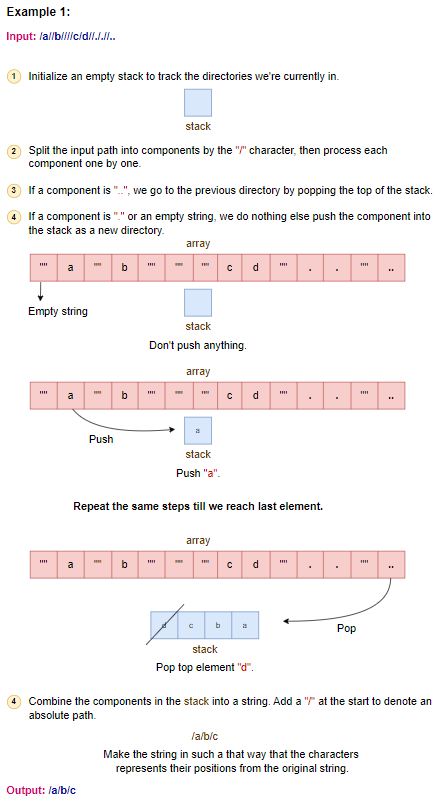 Example 1:
Input: /a//b////c/d//././/..
1 Initialize an empty stack to track the directories we're currently in.
stack
2 Split the input path into components by the "/" character, then process each
component one by one.
3 If a component is "..", we go to the previous directory by popping the top of the stack.
4 If a component is "." or an empty string, we do nothing else push the component into
the stack as a new directory.
array
"" a "" b "" "" "" c d "" . . "" ..
Empty string
stack
Don't push anything.
array
"" a "" b "" "" "" c d "" . . "" ..
Push
a
stack
Push "a".
Repeat the same steps till we reach last element.
array
"" a "" b "" "" "" c d "" . . "" ..
d c b a
Pop
stack
Pop top element "d".
4 Combine the components in the stack into a string. Add a "/" at the start to denote an
absolute path.
/a/b/c
Make the string in such a that way that the characters
represents their positions from the original string.
Output: /a/b/c